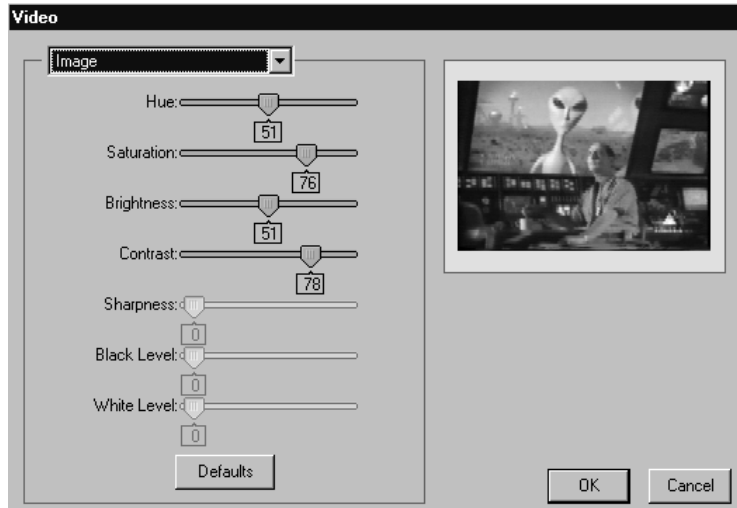 Video
Image
Hue:
51
Saturation:
76
Brightness:
51
Contrast:
78
Sharpness:
0
Black Level:
0
White Level:
0
Defaults
OK
Cancel